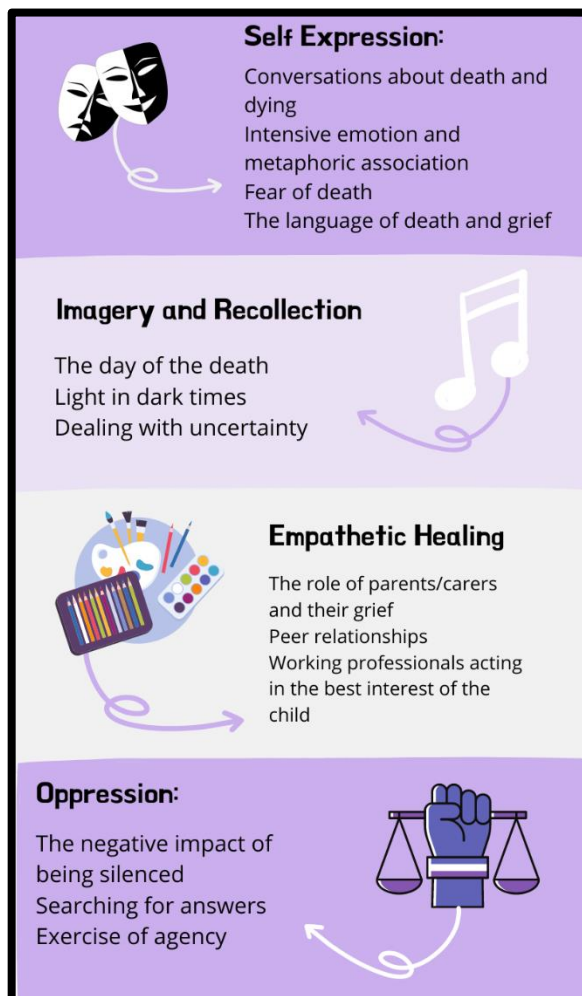 Self Expression:
Conversations about death and
dying
Intensive emotion and
metaphoric association
Fear of death
The language of death and grief
Imagery and Recollection
The day of the death
Light in dark times
Dealing with uncertainty
Empathetic Healing
The role of parents/carers
and their grief
Peer relationships
Working professionals acting
in the best interest of the
child
Oppression:
The negative impact of
being silenced
Searching for answers
Exercise of agency